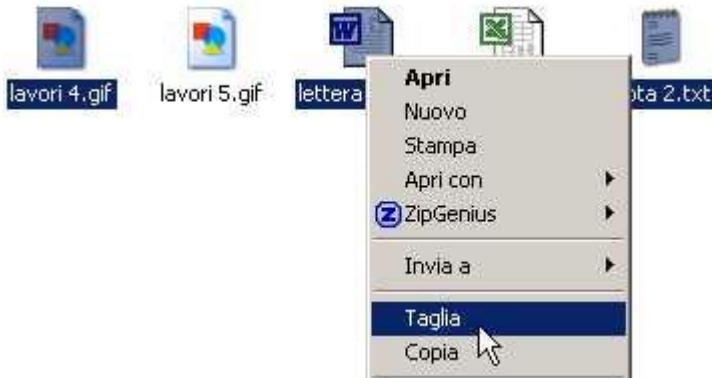 lavori 4.gif
lavori 5.gif
lettera
ota 2.txt
Apri
Nuovo
Stampa
Apri con
ZipGenius
Invia a
Taglia
Copia